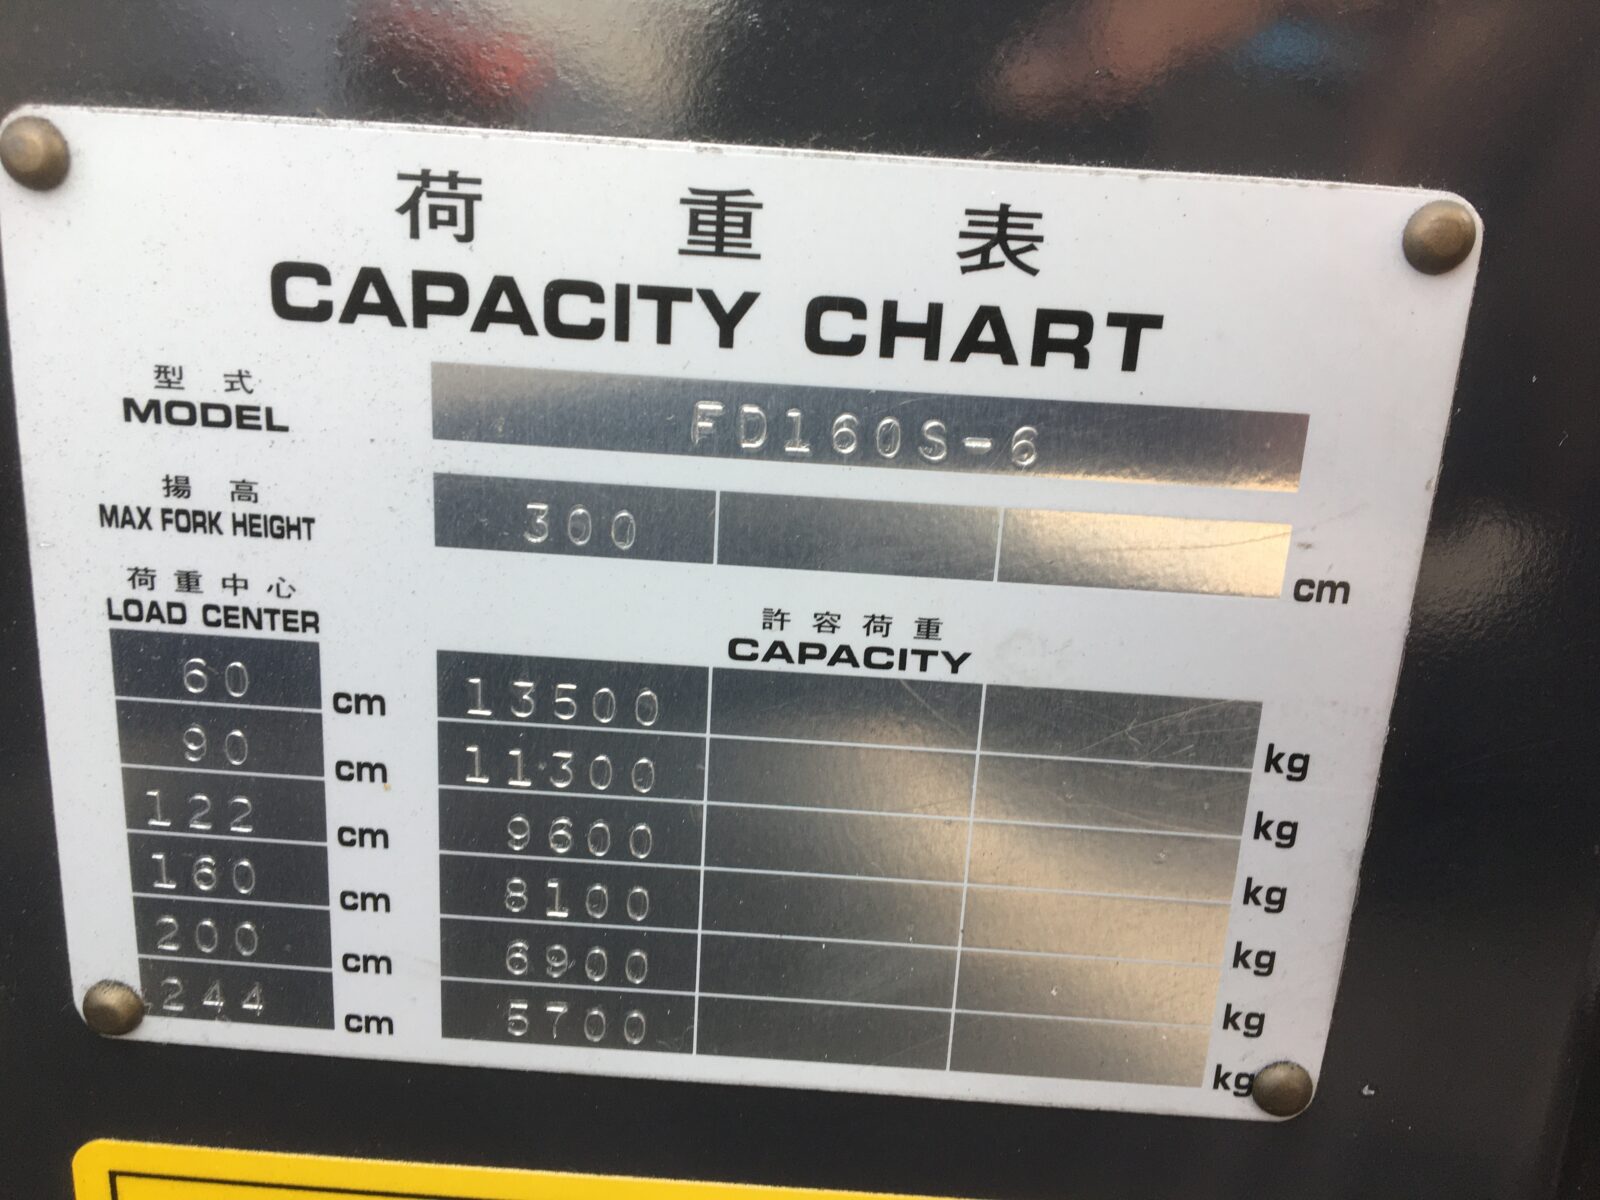 荷重表
CAPACITY CHART
型式
MODEL FD160S-6
揚高
MAX FORK HEIGHT 300 cm
荷重中心
LOAD CENTER
許容荷重
CAPACITY
60 cm 13500 kg
90 cm 11300 kg
122 cm 9600 kg
160 cm 8100 kg
200 cm 6900 kg
244 cm 5700 kg